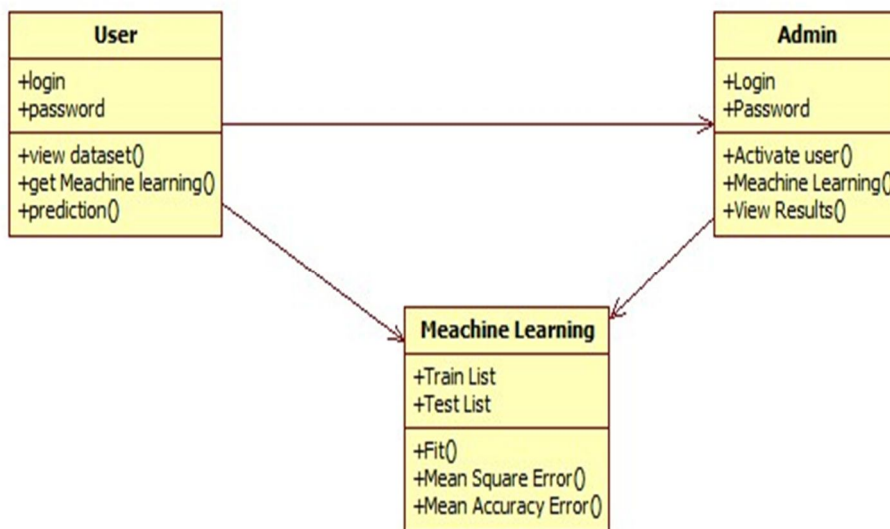 User
+login
+password
+view dataset()
+get Meachine learning()
+prediction()
Admin
+Login
+Password
+Activate user()
+Meachine Learning()
+View Results()
Meachine Learning
+Train List
+Test List
+Fit()
+Mean Square Error()
+Mean Accuracy Error()